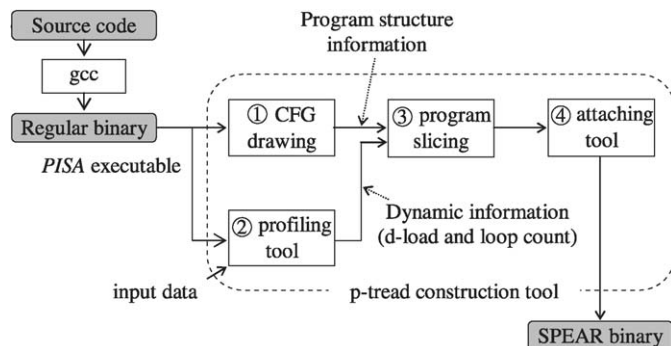 Source code
gcc
Regular binary
PISA executable
Program structure
information
① CFG
drawing
② profiling
tool
input data
③ program
slicing
④ attaching
tool
Dynamic information
(d-load and loop count)
p-tread construction tool
SPEAR binary